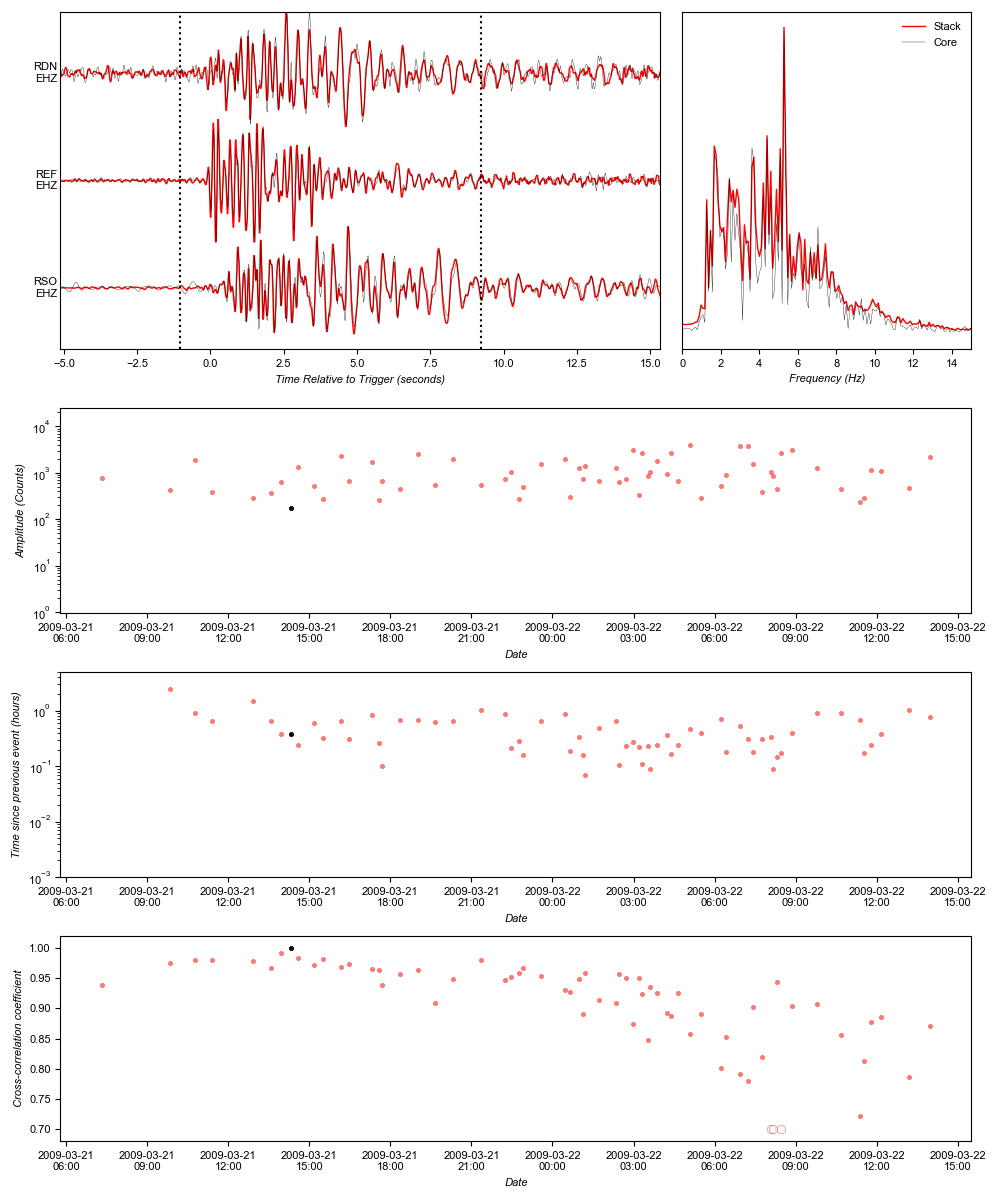 RDN
EHZ
REF
EHZ
RSO
EHZ
−5.0 −2.5 0.0 2.5 5.0 7.5 10.0 12.5 15.0
Time Relative to Trigger (seconds)
Stack
Core
0 2 4 6 8 10 12 14
Frequency (Hz)
Amplitude (Counts)
10⁴
10³
10²
10¹
10⁰
2009-03-21 2009-03-21 2009-03-21 2009-03-21 2009-03-21 2009-03-21 2009-03-22 2009-03-22 2009-03-22 2009-03-22 2009-03-22 2009-03-22
06:00 09:00 12:00 15:00 18:00 21:00 00:00 03:00 06:00 09:00 12:00 15:00
Date
Time since previous event (hours)
10⁰
10⁻¹
10⁻²
10⁻³
2009-03-21 2009-03-21 2009-03-21 2009-03-21 2009-03-21 2009-03-21 2009-03-22 2009-03-22 2009-03-22 2009-03-22 2009-03-22 2009-03-22
06:00 09:00 12:00 15:00 18:00 21:00 00:00 03:00 06:00 09:00 12:00 15:00
Date
Cross-correlation coefficient
1.00
0.95
0.90
0.85
0.80
0.75
0.70
2009-03-21 2009-03-21 2009-03-21 2009-03-21 2009-03-21 2009-03-21 2009-03-22 2009-03-22 2009-03-22 2009-03-22 2009-03-22 2009-03-22
06:00 09:00 12:00 15:00 18:00 21:00 00:00 03:00 06:00 09:00 12:00 15:00
Date